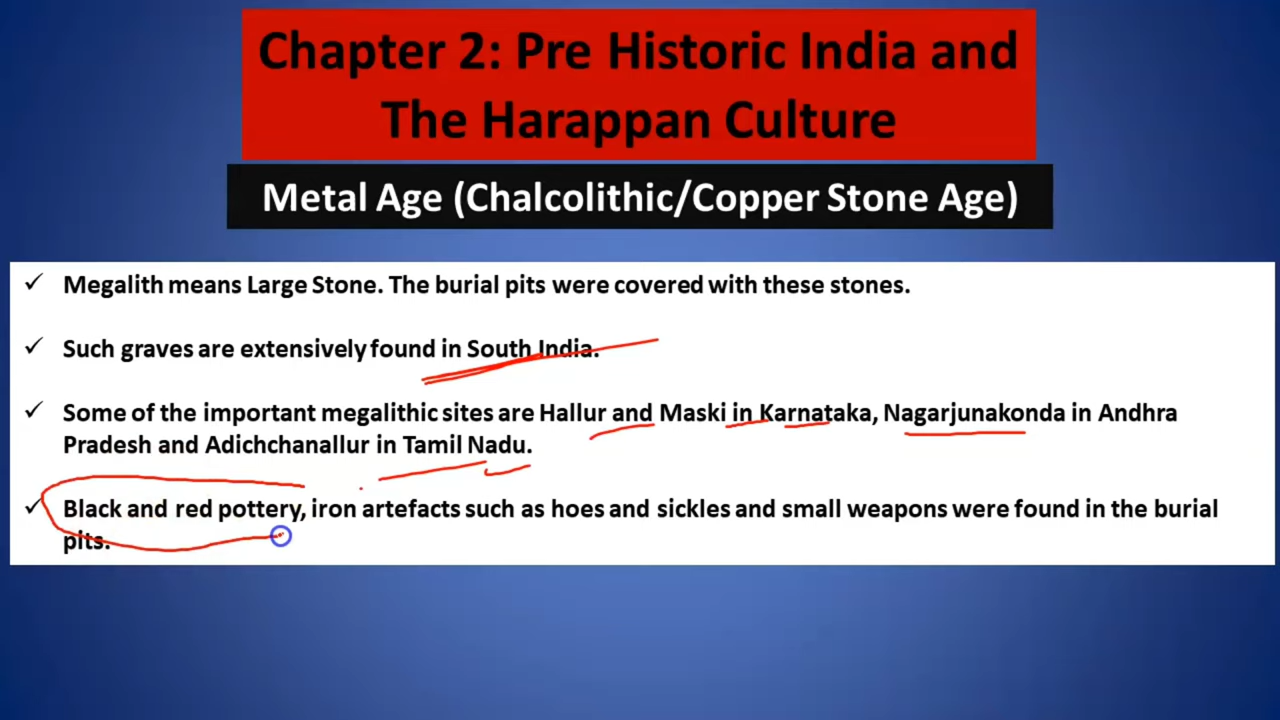 Chapter 2: Pre Historic India and
The Harappan Culture
Metal Age (Chalcolithic/Copper Stone Age)
✓ Megalith means Large Stone. The burial pits were covered with these stones.
✓ Such graves are extensively found in South India.
✓ Some of the important megalithic sites are Hallur and Maski in Karnataka, Nagarjunakonda in Andhra
Pradesh and Adichchanallur in Tamil Nadu.
✓ Black and red pottery, iron artefacts such as hoes and sickles and small weapons were found in the burial
pits.